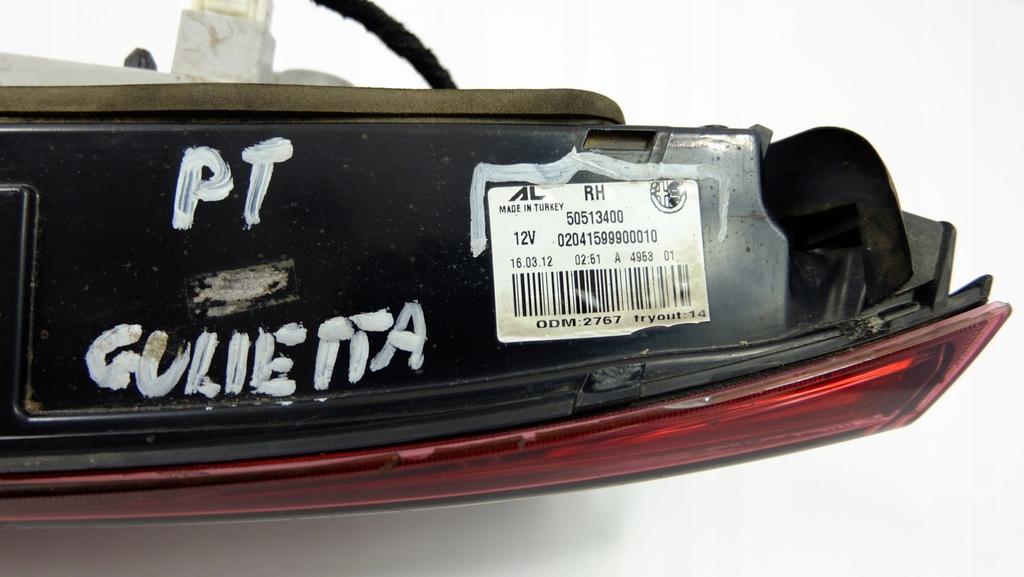 PT
GULIETTA
AL RH
MADE IN TURKEY
50513400
12V 02041599900010
16.03.12 02:51 A 4953 01
ODM:2767 tryout:14